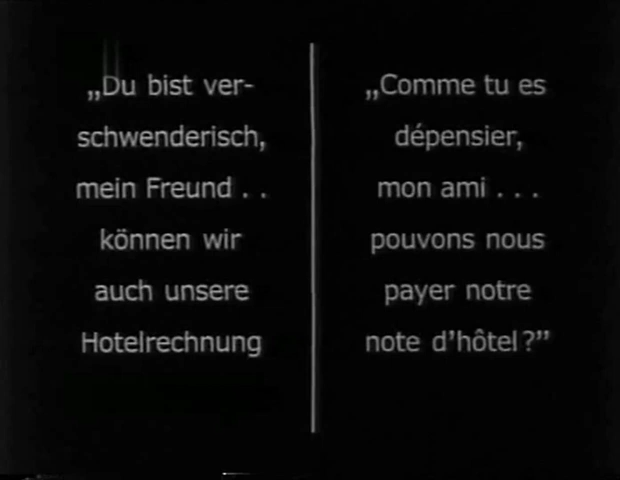 „Du bist ver-
schwenderisch,
mein Freund . .
können wir
auch unsere
Hotelrechnung
„Comme tu es
dépensier,
mon ami . . .
pouvons nous
payer notre
note d’hôtel?”